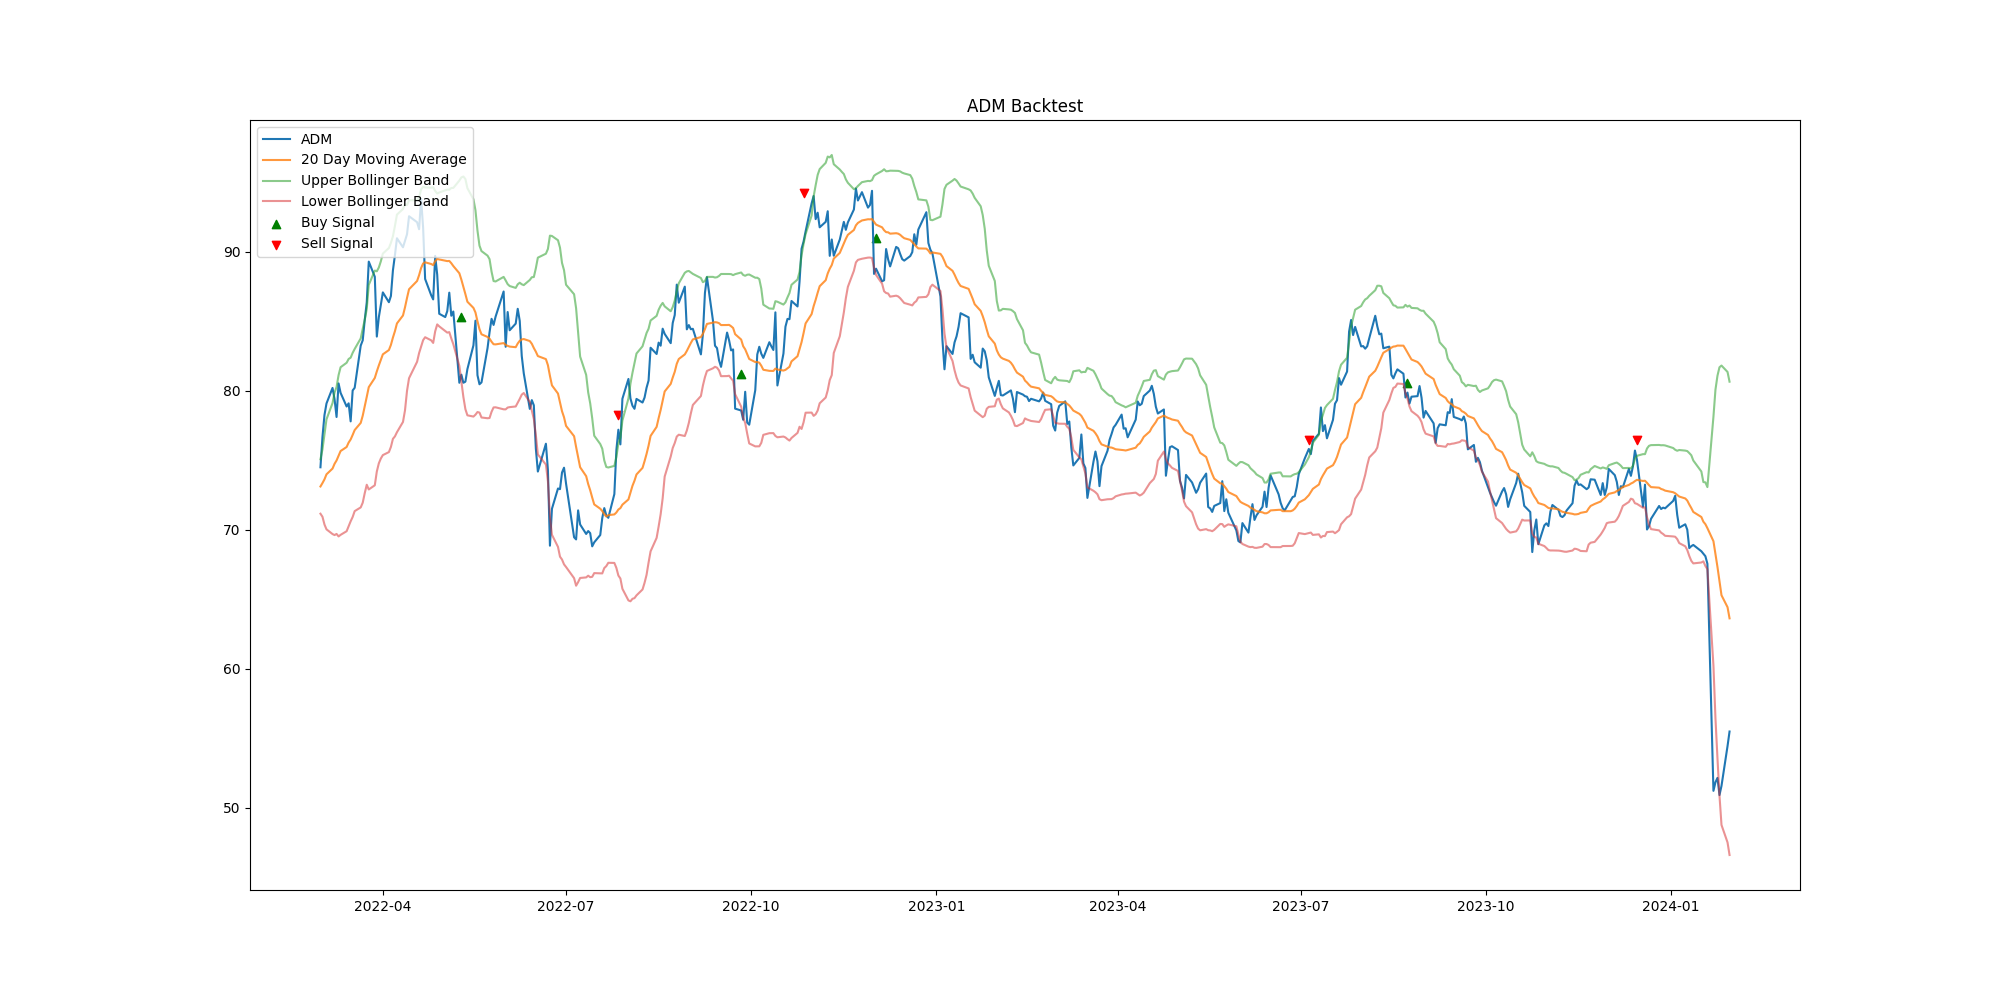 ADM Backtest
ADM
20 Day Moving Average
Upper Bollinger Band
Lower Bollinger Band
Buy Signal
Sell Signal
90
80
70
60
50
2022-04 2022-07 2022-10 2023-01 2023-04 2023-07 2023-10 2024-01